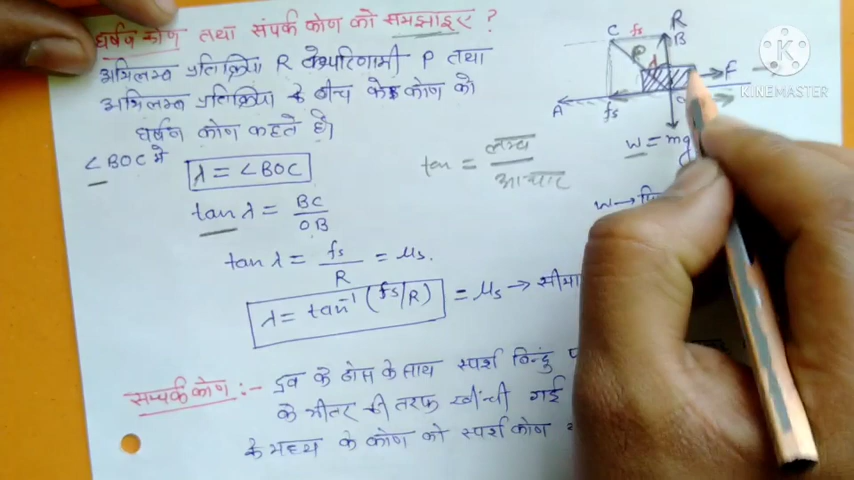 घर्षण कोण तथा संपर्क कोण को समझाइए ?
अभिलम्ब प्रतिक्रिया R के परिणामी P तथा
अभिलम्ब प्रतिक्रिया के बीच के कोण को
घर्षण कोण कहते है।
∠BOC में
λ = ∠BOC
tan λ = BC / OB
tan = लम्ब / आधार
tan λ = fs / R = μs
λ = tan⁻¹ (fs/R) = μs → सीमा
C fs R
B
P
F
A fs
w = mg
w →
सम्पर्क कोण :- द्रव के ठोस के साथ स्पर्श बिन्दु
के भीतर की तरफ खींची गई
के मध्य के कोण को स्पर्श कोण
K
KINEMASTER